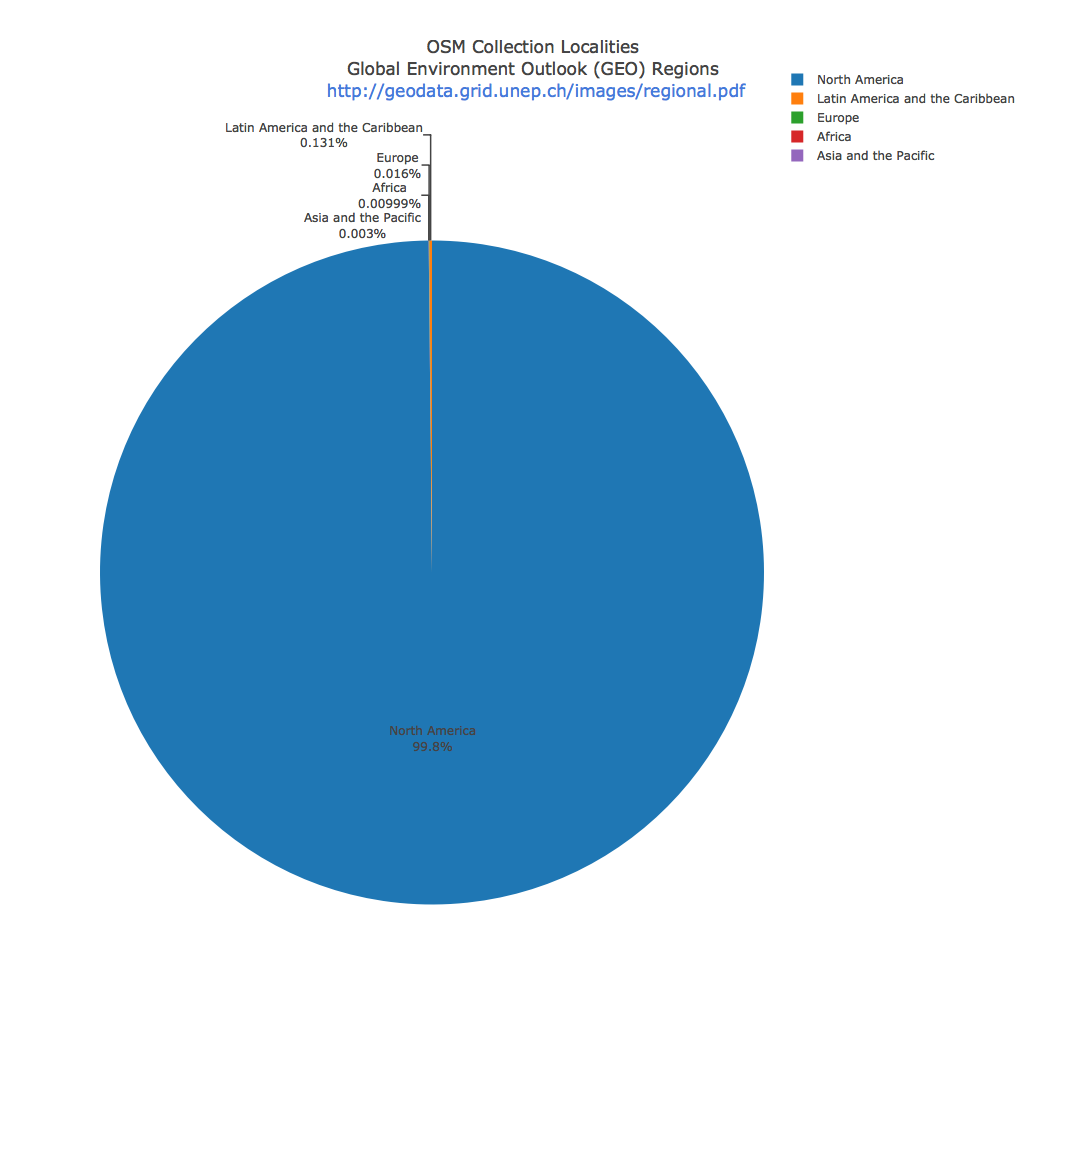 OSM Collection Localities
Global Environment Outlook (GEO) Regions
http://geodata.grid.unep.ch/images/regional.pdf
North America
Latin America and the Caribbean
Europe
Africa
Asia and the Pacific
Latin America and the Caribbean
0.131%
Europe
0.016%
Africa
0.00999%
Asia and the Pacific
0.003%
North America
99.8%